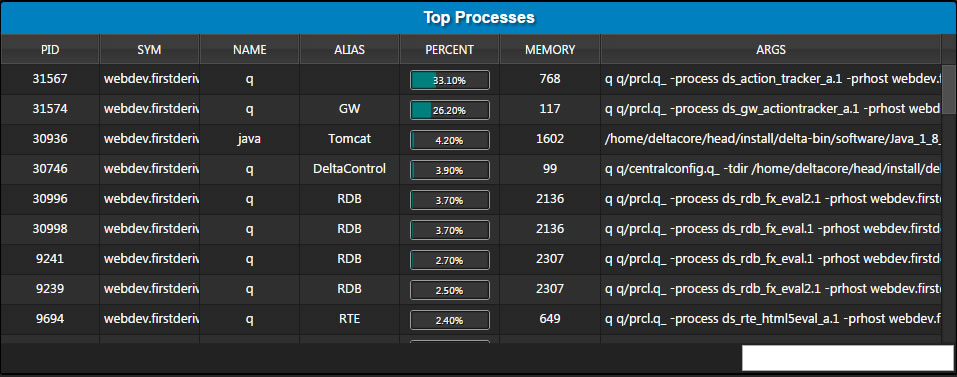 Top Processes
PID SYM NAME ALIAS PERCENT MEMORY ARGS
31567 webdev.firstderiv q 33.10% 768 q q/prcl.q_ -process ds_action_tracker_a.1 -prhost webdev.f
31574 webdev.firstderiv q GW 26.20% 117 q q/prcl.q_ -process ds_gw_actiontracker_a.1 -prhost webd
30936 webdev.firstderiv java Tomcat 4.20% 1602 /home/deltacore/head/install/delta-bin/software/Java_1_8_
30746 webdev.firstderiv q DeltaControl 3.90% 99 q q/centralconfig.q_ -tdir /home/deltacore/head/install/del
30996 webdev.firstderiv q RDB 3.70% 2136 q q/prcl.q_ -process ds_rdb_fx_eval2.1 -prhost webdev.firstd
30998 webdev.firstderiv q RDB 3.70% 2136 q q/prcl.q_ -process ds_rdb_fx_eval.1 -prhost webdev.firstde
9241 webdev.firstderiv q RDB 2.70% 2307 q q/prcl.q_ -process ds_rdb_fx_eval.1 -prhost webdev.firstde
9239 webdev.firstderiv q RDB 2.50% 2307 q q/prcl.q_ -process ds_rdb_fx_eval2.1 -prhost webdev.firstd
9694 webdev.firstderiv q RTE 2.40% 649 q q/prcl.q_ -process ds_rte_html5eval_a.1 -prhost webdev.f